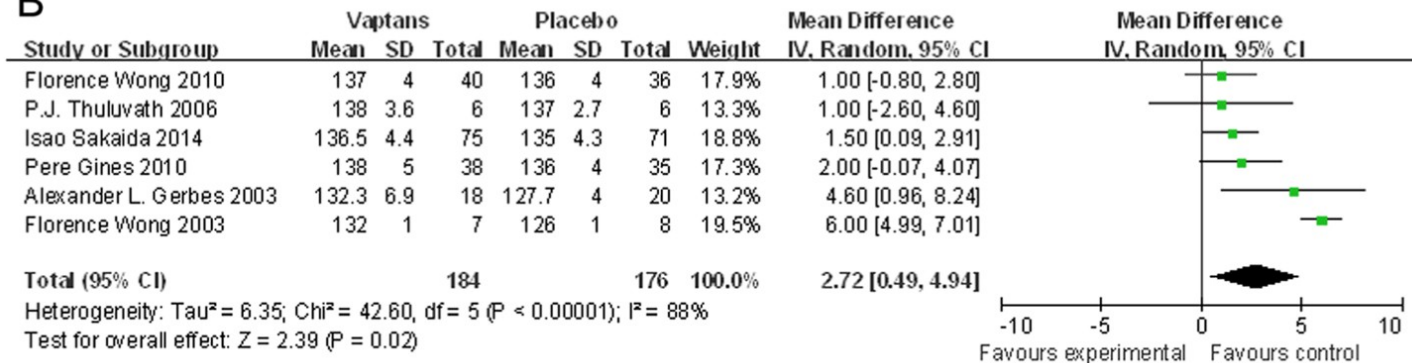 B
Vaptans Placebo Mean Difference Mean Difference
Study or Subgroup Mean SD Total Mean SD Total Weight IV, Random, 95% CI IV, Random, 95% CI
Florence Wong 2010 137 4 40 136 4 36 17.9% 1.00 [-0.80, 2.80]
P.J. Thuluvath 2006 138 3.6 6 137 2.7 6 13.3% 1.00 [-2.60, 4.60]
Isao Sakaida 2014 136.5 4.4 75 135 4.3 71 18.8% 1.50 [0.09, 2.91]
Pere Gines 2010 138 5 38 136 4 35 17.3% 2.00 [-0.07, 4.07]
Alexander L. Gerbes 2003 132.3 6.9 18 127.7 4 20 13.2% 4.60 [0.96, 8.24]
Florence Wong 2003 132 1 7 126 1 8 19.5% 6.00 [4.99, 7.01]
Total (95% CI) 184 176 100.0% 2.72 [0.49, 4.94]
Heterogeneity: Tau² = 6.35; Chi² = 42.60, df = 5 (P < 0.00001); I² = 88%
Test for overall effect: Z = 2.39 (P = 0.02)
-10 -5 0 5 10
Favours experimental Favours control